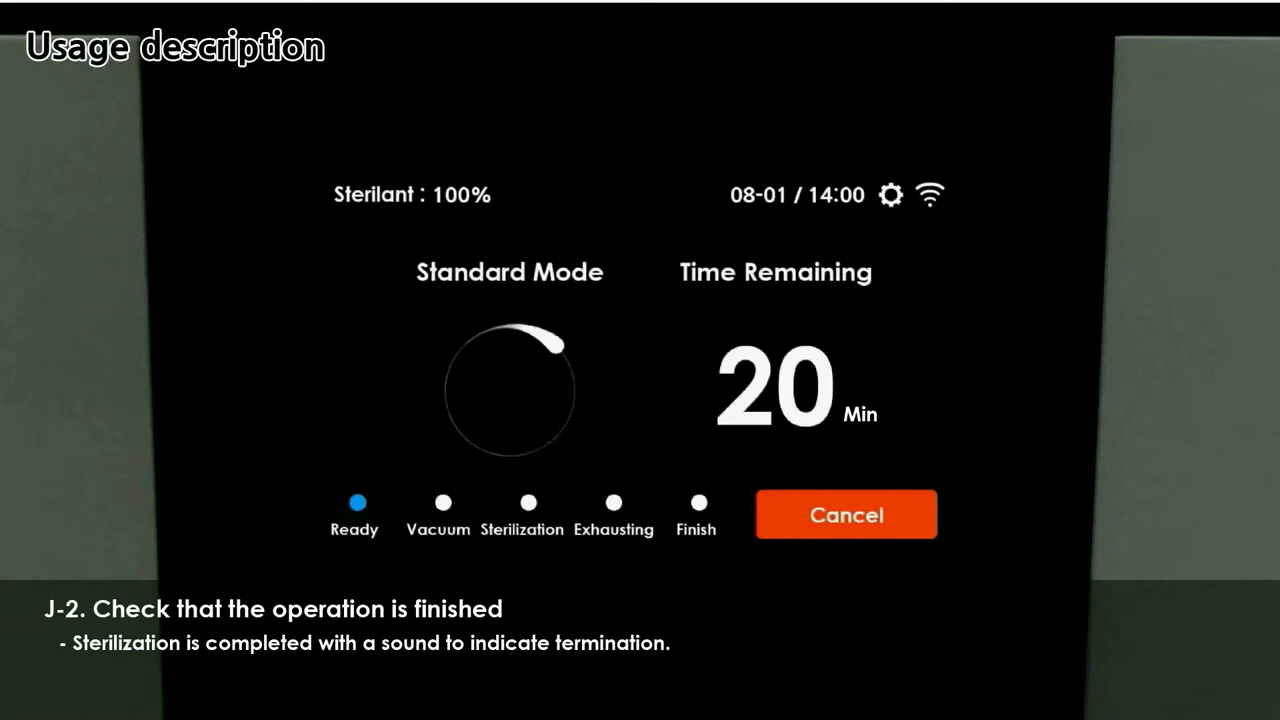 Usage description
Sterilant : 100%
08-01 / 14:00
Standard Mode
Time Remaining
20 Min
Ready
Vacuum
Sterilization
Exhausting
Finish
Cancel
J-2. Check that the operation is finished
- Sterilization is completed with a sound to indicate termination.